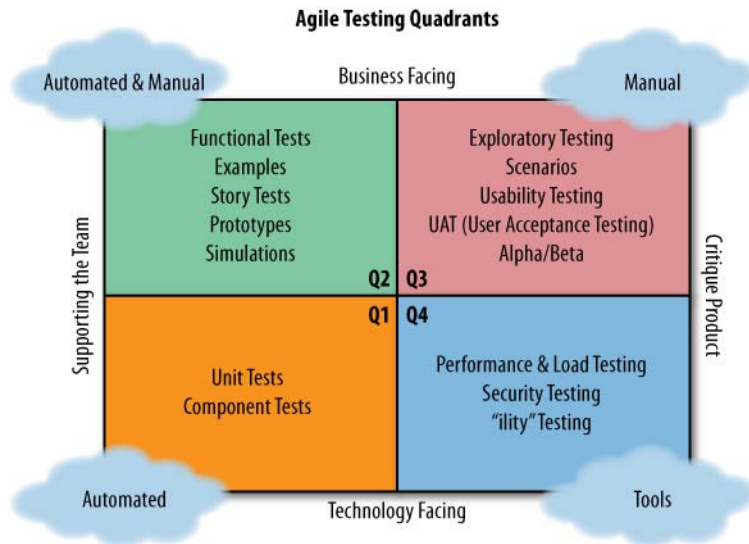 Agile Testing Quadrants
Automated & Manual
Business Facing
Manual
Functional Tests
Examples
Story Tests
Prototypes
Simulations
Q2
Exploratory Testing
Scenarios
Usability Testing
UAT (User Acceptance Testing)
Alpha/Beta
Q3
Supporting the Team
Critique Product
Q1
Unit Tests
Component Tests
Q4
Performance & Load Testing
Security Testing
“ility” Testing
Automated
Technology Facing
Tools